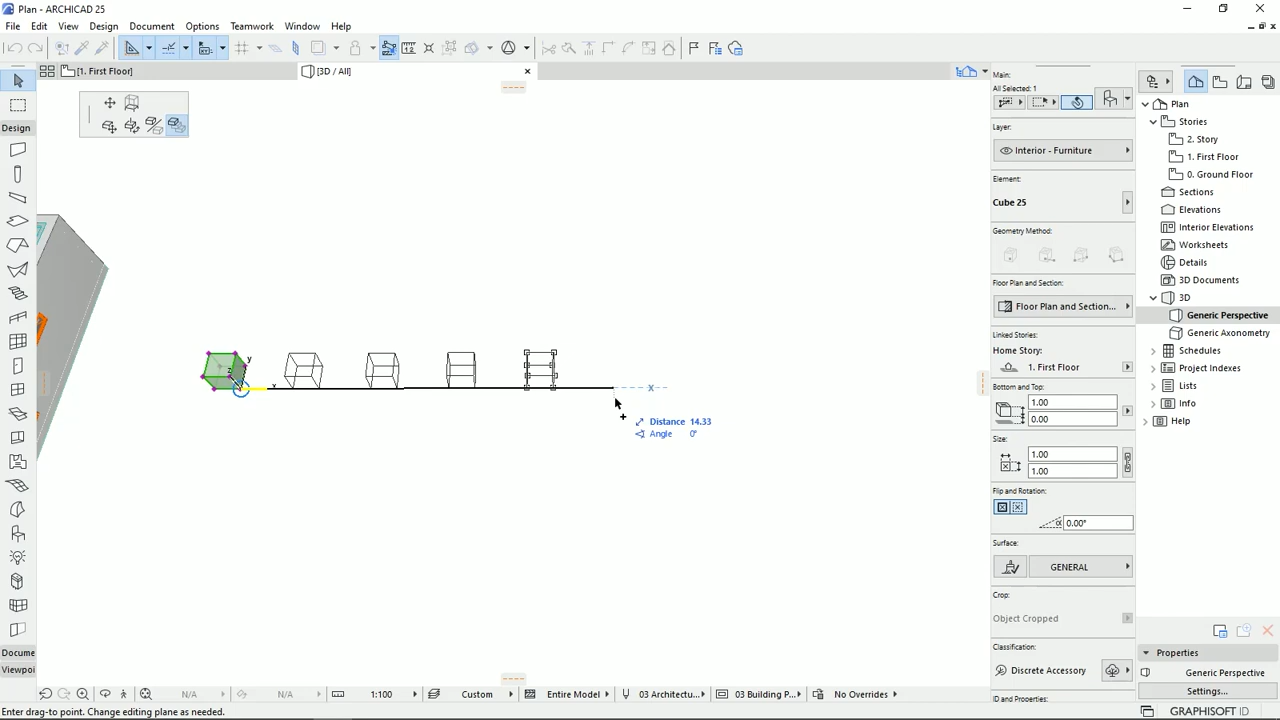 Plan - ARCHICAD 25
File Edit View Design Document Options Teamwork Window Help
[1. First Floor]
[3D / All]
Design
Docume
Viewpoi
y
z
x
x
Distance 14.33
Angle 0°
Main:
All Selected: 1
Layer:
Interior - Furniture
Element:
Cube 25
Geometry Method:
Floor Plan and Section:
Floor Plan and Section...
Linked Stories:
Home Story:
1. First Floor
Bottom and Top:
1.00
0.00
Size:
1.00
1.00
Flip and Rotation:
α 0.00°
Surface:
GENERAL
Crop:
Object Cropped
Classification:
Discrete Accessory
ID and Properties:
Plan
Stories
2. Story
1. First Floor
0. Ground Floor
Sections
Elevations
Interior Elevations
Worksheets
Details
3D Documents
3D
Generic Perspective
Generic Axonometry
Schedules
Project Indexes
Lists
Info
Help
Properties
Generic Perspective
Settings...
N/A N/A 1:100 Custom Entire Model 03 Architectu... 03 Building P... No Overrides
Enter drag-to point. Change editing plane as needed.
GRAPHISOFT ID